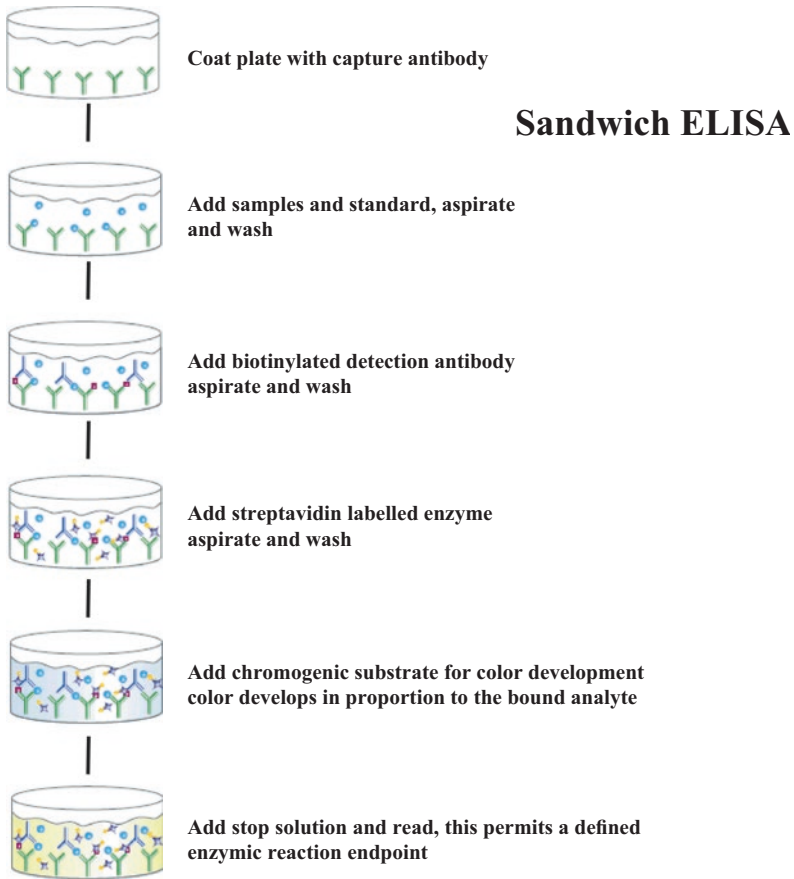 Coat plate with capture antibody
Sandwich ELISA
Add samples and standard, aspirate
and wash
Add biotinylated detection antibody
aspirate and wash
Add streptavidin labelled enzyme
aspirate and wash
Add chromogenic substrate for color development
color develops in proportion to the bound analyte
Add stop solution and read, this permits a defined
enzymic reaction endpoint